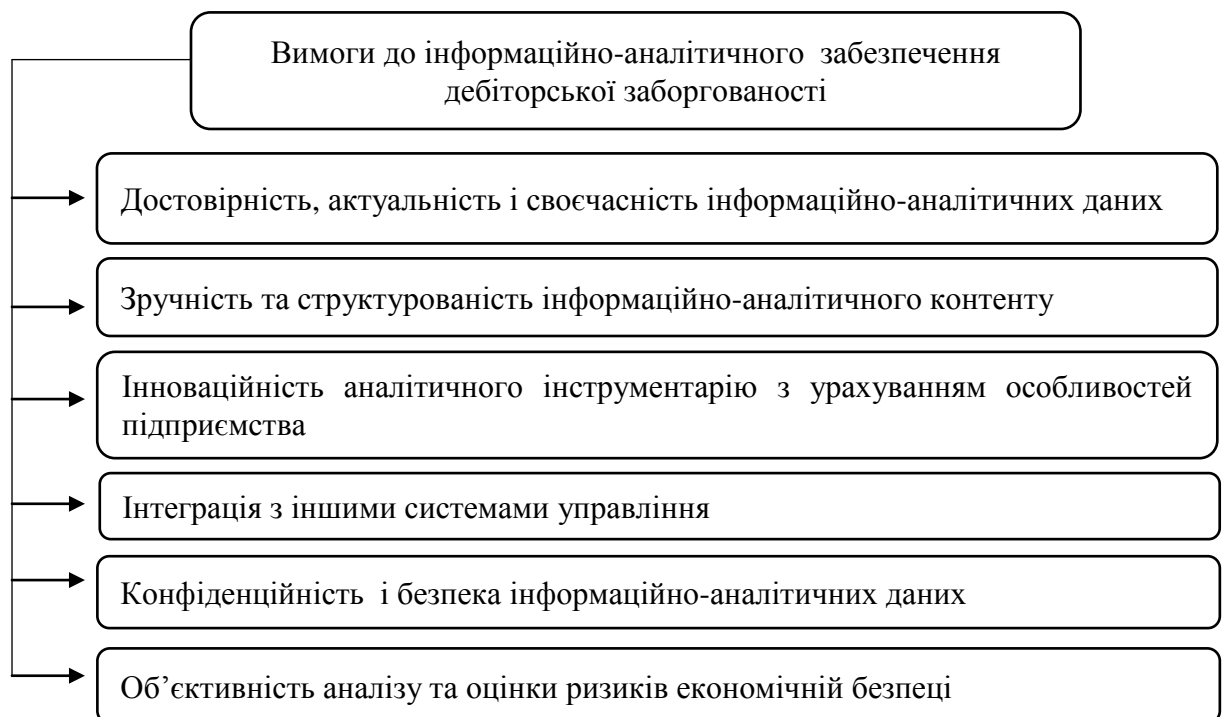 Вимоги до інформаційно-аналітичного забезпечення
дебіторської заборгованості
Достовірність, актуальність і своєчасність інформаційно-аналітичних даних
Зручність та структурованість інформаційно-аналітичного контенту
Інноваційність аналітичного інструментарію з урахуванням особливостей
підприємства
Інтеграція з іншими системами управління
Конфіденційність і безпека інформаційно-аналітичних даних
Об’єктивність аналізу та оцінки ризиків економічній безпеці